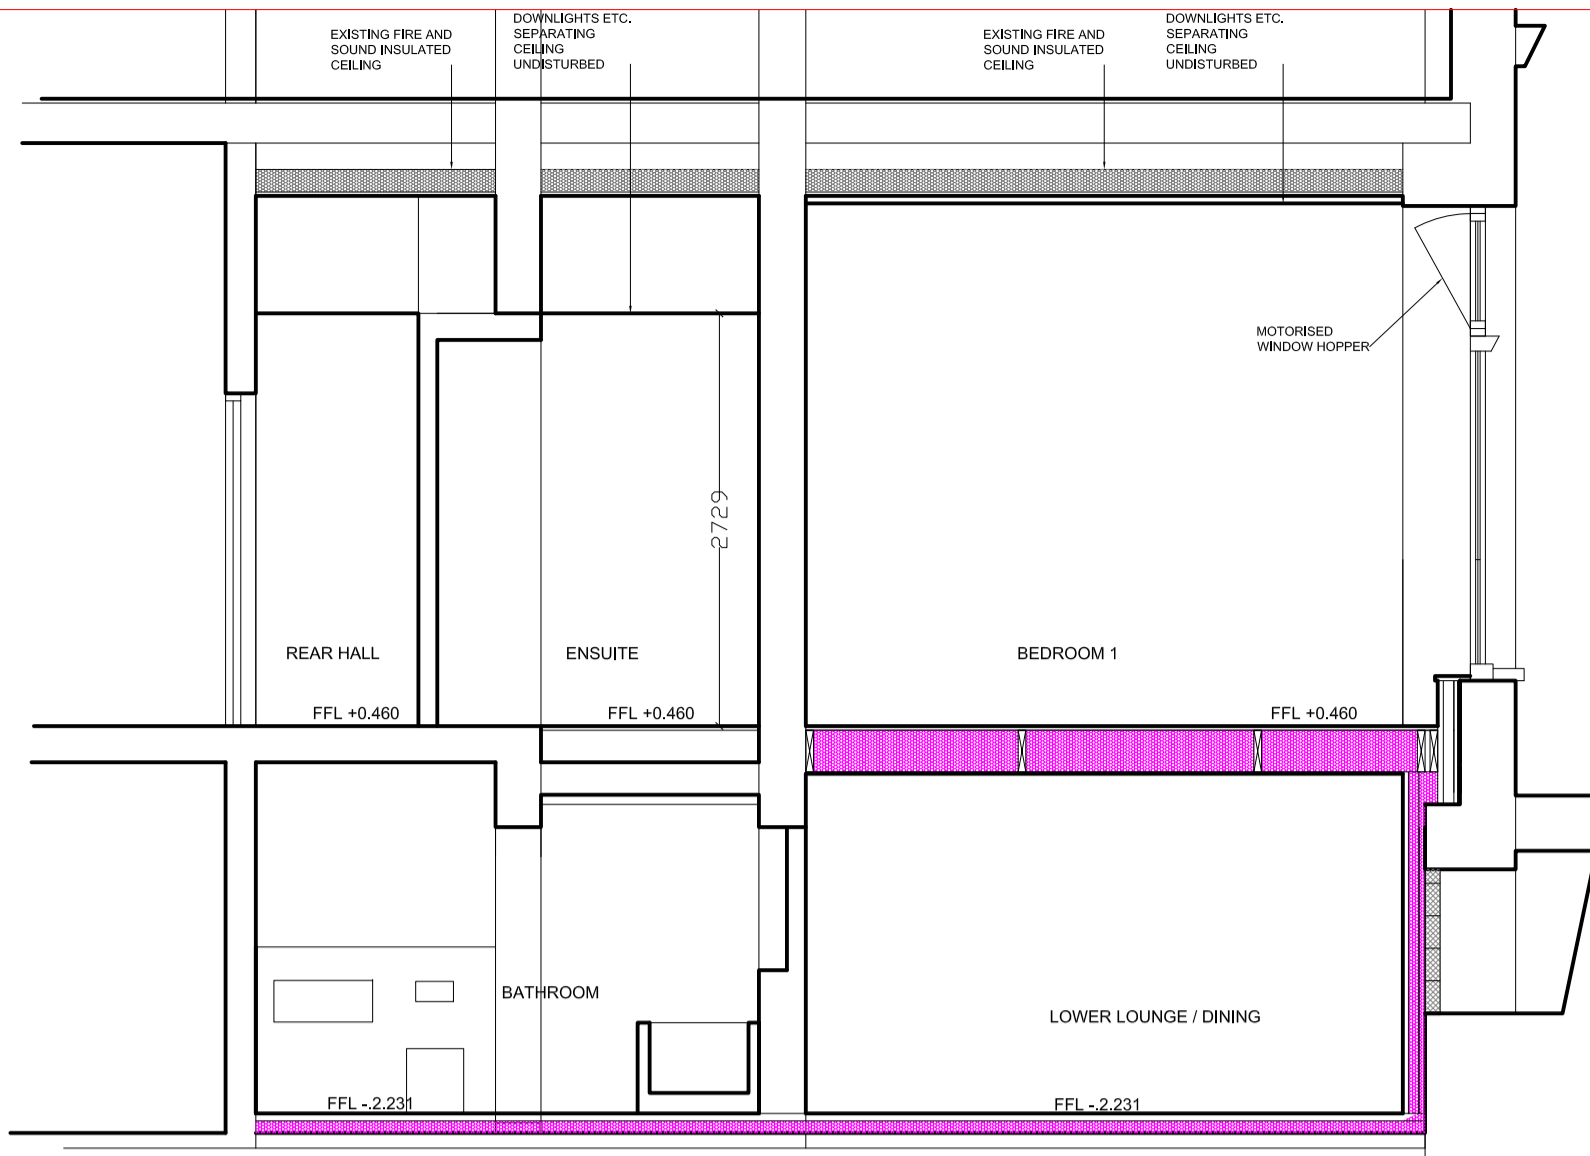 EXISTING FIRE AND
SOUND INSULATED
CEILING
DOWNLIGHTS ETC.
SEPARATING
CEILING
UNDISTURBED
EXISTING FIRE AND
SOUND INSULATED
CEILING
DOWNLIGHTS ETC.
SEPARATING
CEILING
UNDISTURBED
MOTORISED
WINDOW HOPPER
2729
REAR HALL
ENSUITE
BEDROOM 1
FFL +0.460
FFL +0.460
FFL +0.460
BATHROOM
LOWER LOUNGE / DINING
FFL -.2.231
FFL -.2.231